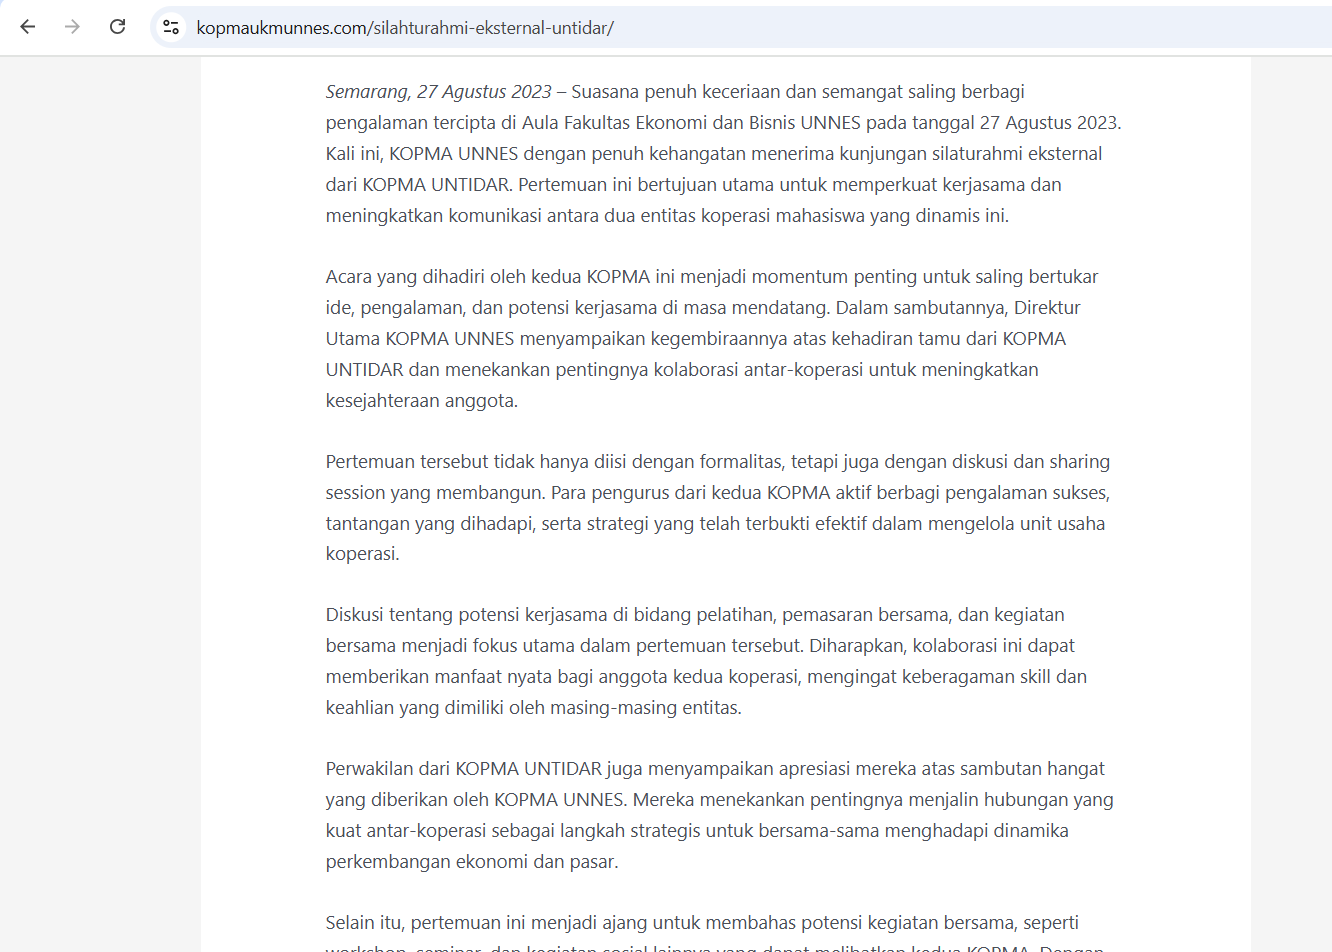 kopmaukmunnes.com/silahturahmi-eksternal-untidar/
Semarang, 27 Agustus 2023 – Suasana penuh keceriaan dan semangat saling berbagi
pengalaman tercipta di Aula Fakultas Ekonomi dan Bisnis UNNES pada tanggal 27 Agustus 2023.
Kali ini, KOPMA UNNES dengan penuh kehangatan menerima kunjungan silaturahmi eksternal
dari KOPMA UNTIDAR. Pertemuan ini bertujuan utama untuk memperkuat kerjasama dan
meningkatkan komunikasi antara dua entitas koperasi mahasiswa yang dinamis ini.
Acara yang dihadiri oleh kedua KOPMA ini menjadi momentum penting untuk saling bertukar
ide, pengalaman, dan potensi kerjasama di masa mendatang. Dalam sambutannya, Direktur
Utama KOPMA UNNES menyampaikan kegembiraannya atas kehadiran tamu dari KOPMA
UNTIDAR dan menekankan pentingnya kolaborasi antar-koperasi untuk meningkatkan
kesejahteraan anggota.
Pertemuan tersebut tidak hanya diisi dengan formalitas, tetapi juga dengan diskusi dan sharing
session yang membangun. Para pengurus dari kedua KOPMA aktif berbagi pengalaman sukses,
tantangan yang dihadapi, serta strategi yang telah terbukti efektif dalam mengelola unit usaha
koperasi.
Diskusi tentang potensi kerjasama di bidang pelatihan, pemasaran bersama, dan kegiatan
bersama menjadi fokus utama dalam pertemuan tersebut. Diharapkan, kolaborasi ini dapat
memberikan manfaat nyata bagi anggota kedua koperasi, mengingat keberagaman skill dan
keahlian yang dimiliki oleh masing-masing entitas.
Perwakilan dari KOPMA UNTIDAR juga menyampaikan apresiasi mereka atas sambutan hangat
yang diberikan oleh KOPMA UNNES. Mereka menekankan pentingnya menjalin hubungan yang
kuat antar-koperasi sebagai langkah strategis untuk bersama-sama menghadapi dinamika
perkembangan ekonomi dan pasar.
Selain itu, pertemuan ini menjadi ajang untuk membahas potensi kegiatan bersama, seperti
workshop, seminar, dan kegiatan sosial lainnya yang dapat melibatkan kedua KOPMA. Dengan